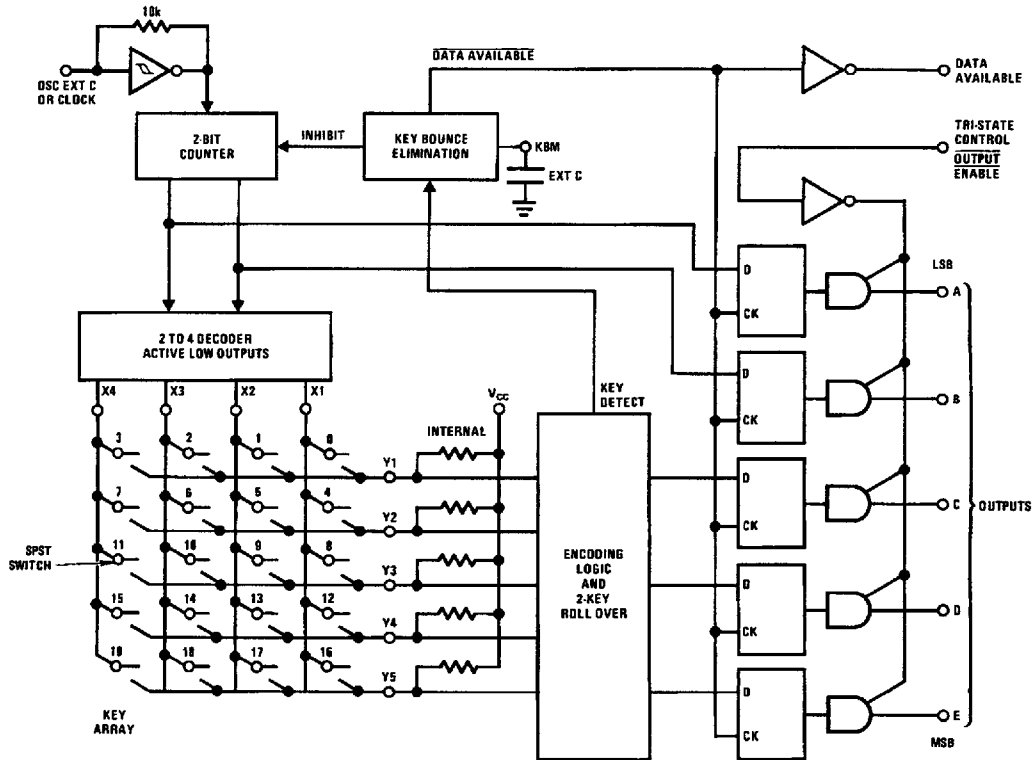 10k
OSC EXT C
OR CLOCK
2-BIT
COUNTER
INHIBIT
KEY BOUNCE
ELIMINATION
DATA AVAILABLE
KBM
EXT C
DATA
AVAILABLE
TRI-STATE
CONTROL
OUTPUT
ENABLE
2 TO 4 DECODER
ACTIVE LOW OUTPUTS
X4
X3
X2
X1
KEY
DETECT
VCC
INTERNAL
3
2
1
0
Y1
7
6
5
4
Y2
SPST
SWITCH
11
10
9
8
Y3
15
14
13
12
Y4
19
18
17
16
Y5
KEY
ARRAY
ENCODING
LOGIC
AND
2-KEY
ROLL OVER
D
CK
LSB
A
D
CK
B
D
CK
C
OUTPUTS
D
CK
D
D
CK
E
MSB